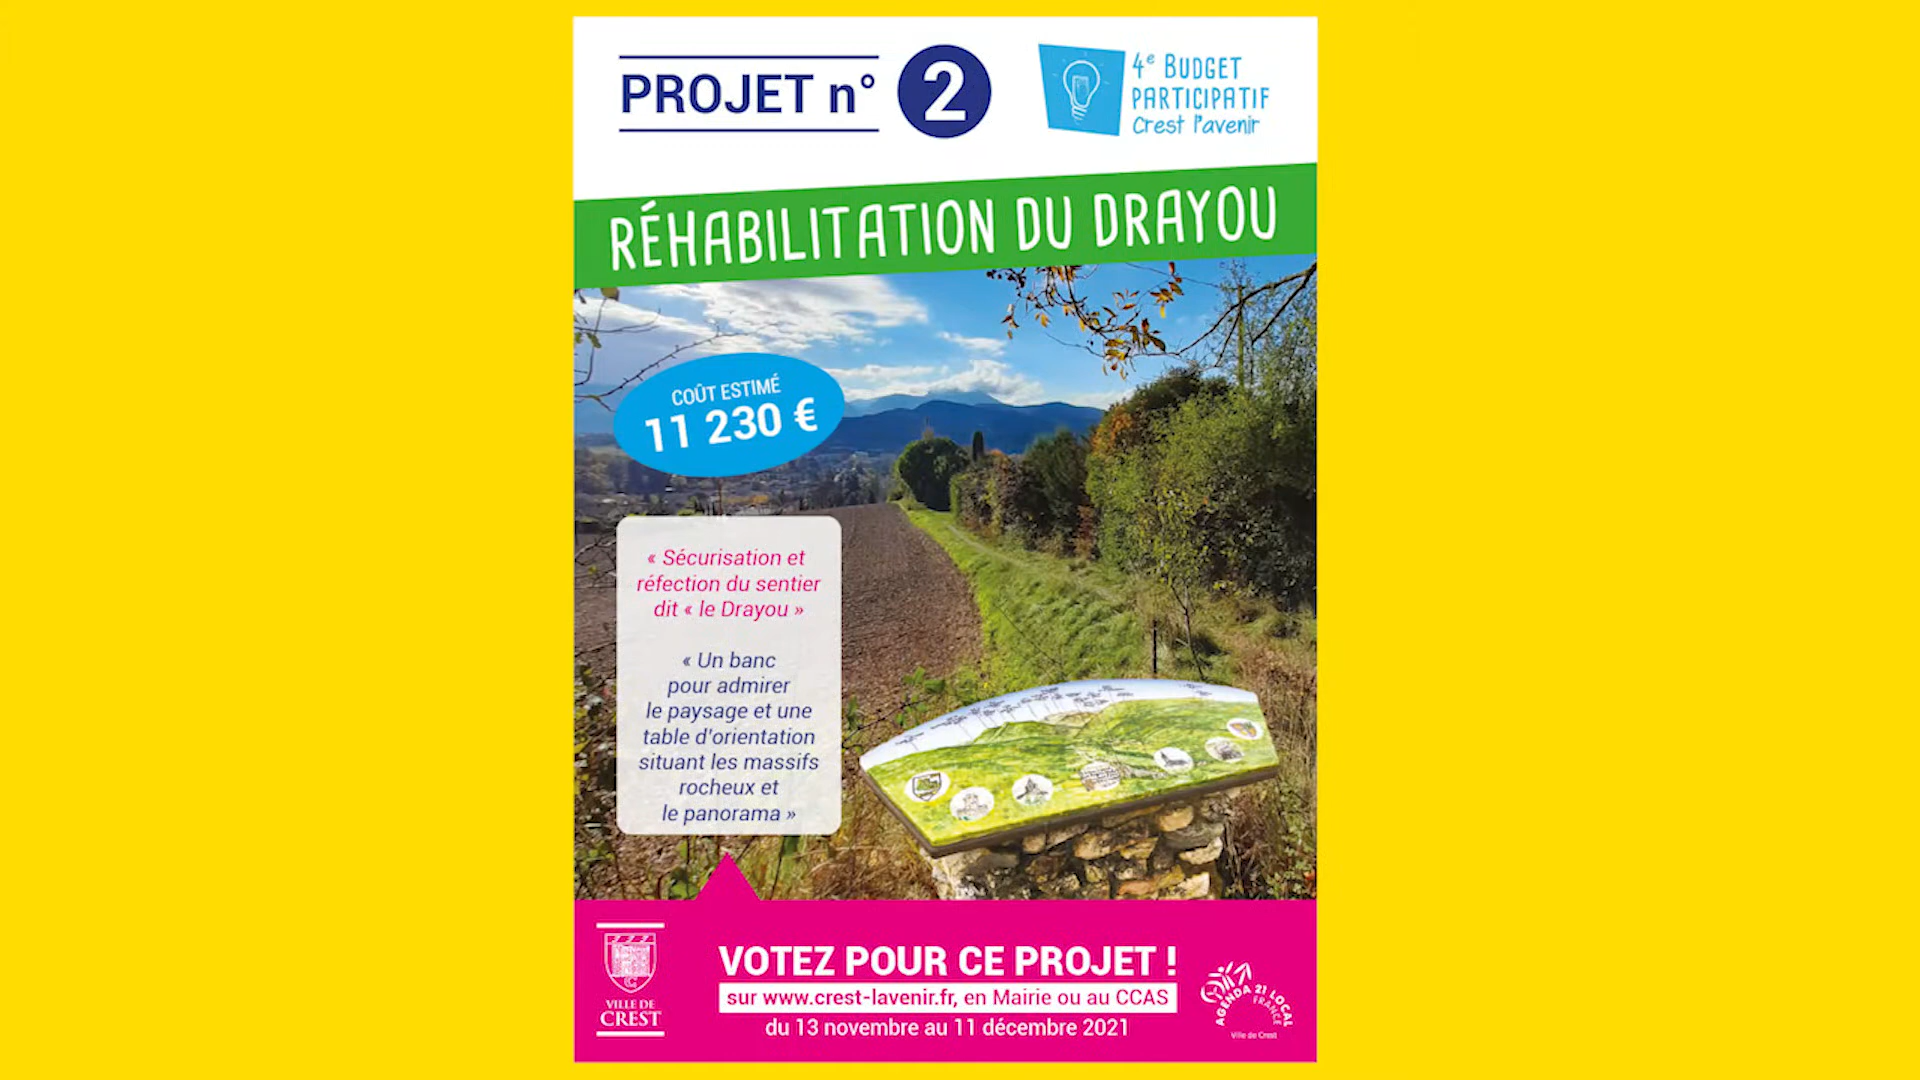 PROJET n° 2
4e BUDGET
PARTICIPATIF
Crest l'avenir
RÉHABILITATION DU DRAYOU
COÛT ESTIMÉ
11 230 €
« Sécurisation et
réfection du sentier
dit « le Drayou »
« Un banc
pour admirer
le paysage et une
table d'orientation
situant les massifs
rocheux et
le panorama »
VOTEZ POUR CE PROJET !
sur www.crest-lavenir.fr, en Mairie ou au CCAS
du 13 novembre au 11 décembre 2021
VILLE DE
CREST
AGENDA 21 LOCAL
FRANCE
Ville de Crest